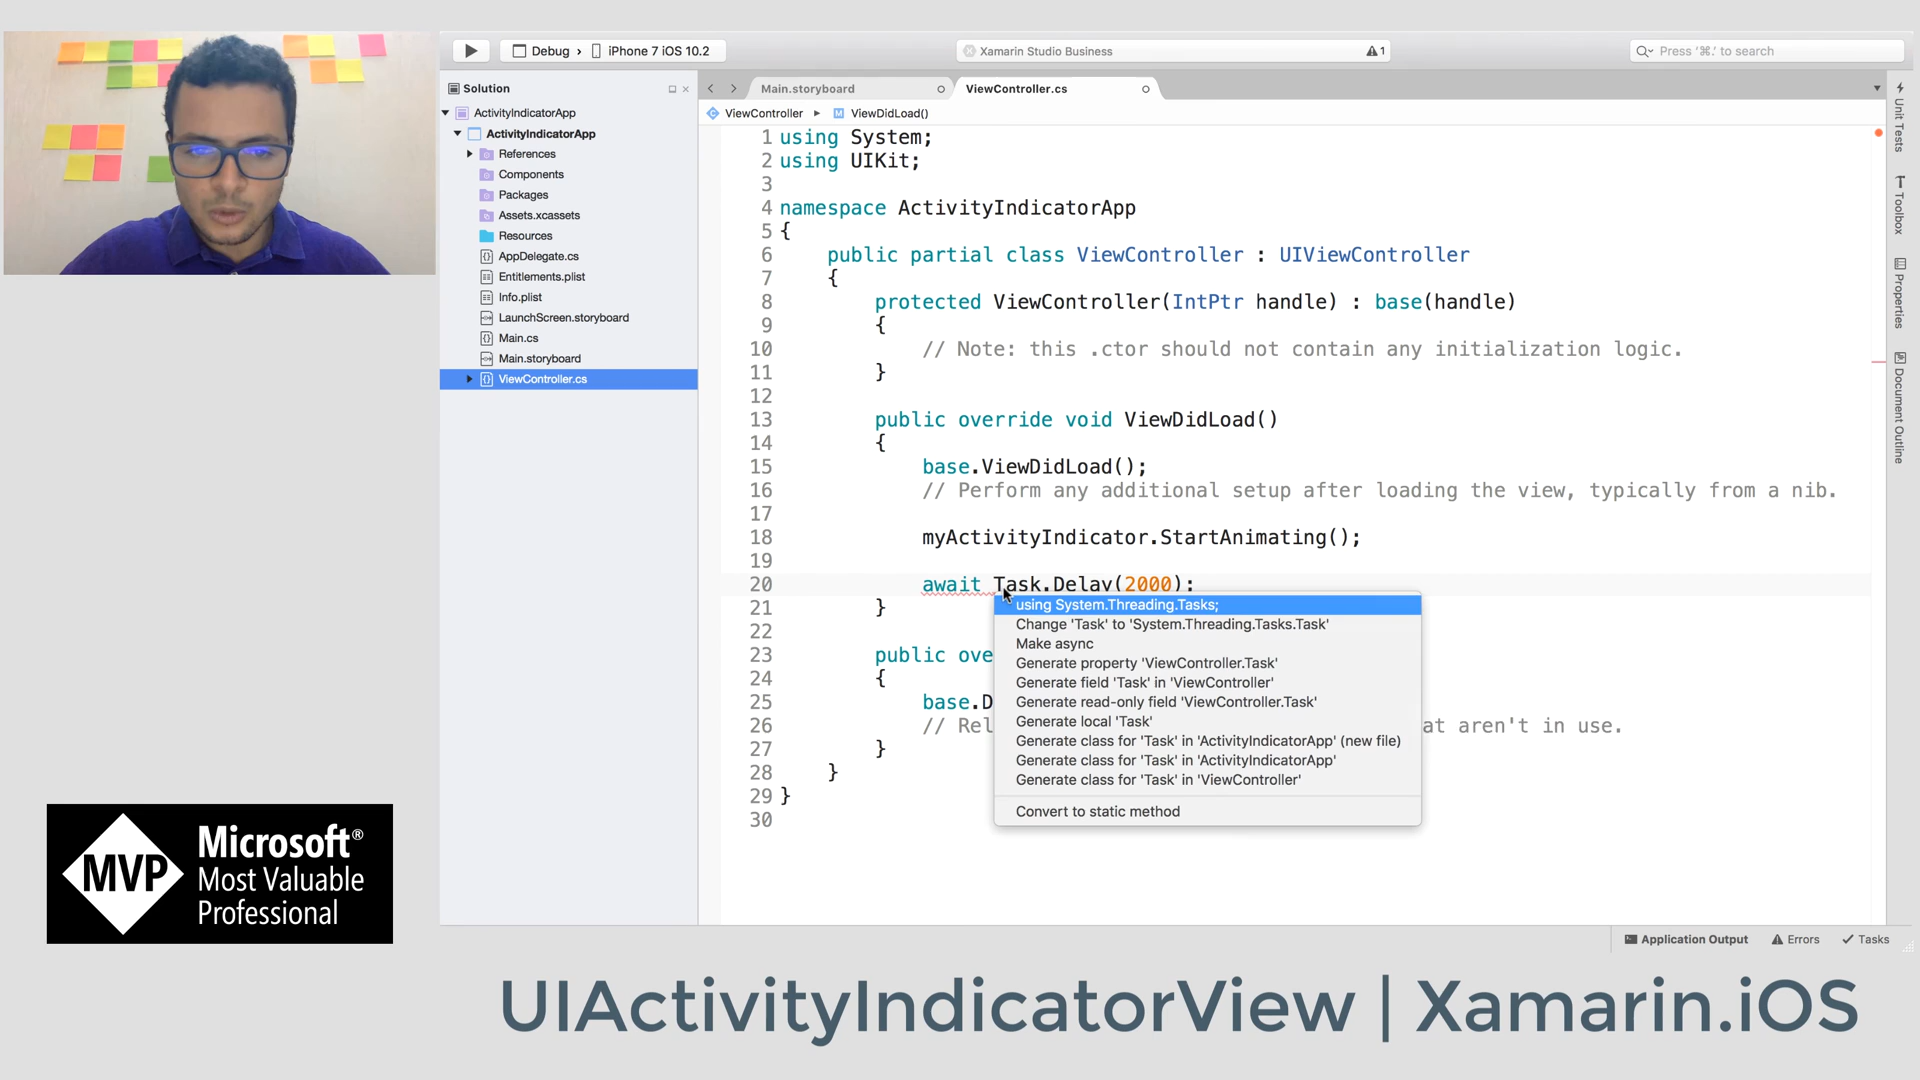 Debug
iPhone 7 iOS 10.2
Xamarin Studio Business
1
Press '⌘.' to search
Solution
ActivityIndicatorApp
ActivityIndicatorApp
References
Components
Packages
Assets.xcassets
Resources
AppDelegate.cs
Entitlements.plist
Info.plist
LaunchScreen.storyboard
Main.cs
Main.storyboard
ViewController.cs
Main.storyboard
ViewController.cs
ViewController
ViewDidLoad()
1 using System;
2 using UIKit;
3
4 namespace ActivityIndicatorApp
5 {
6 public partial class ViewController : UIViewController
7 {
8 protected ViewController(IntPtr handle) : base(handle)
9 {
10 // Note: this .ctor should not contain any initialization logic.
11 }
12
13 public override void ViewDidLoad()
14 {
15 base.ViewDidLoad();
16 // Perform any additional setup after loading the view, typically from a nib.
17
18 myActivityIndicator.StartAnimating();
19
20 await Task.Delay(2000);
21 }
22
23 public ove
24 {
25 base.D
26 // Rel at aren't in use.
27 }
28 }
29 }
30
using System.Threading.Tasks;
Change 'Task' to 'System.Threading.Tasks.Task'
Make async
Generate property 'ViewController.Task'
Generate field 'Task' in 'ViewController'
Generate read-only field 'ViewController.Task'
Generate local 'Task'
Generate class for 'Task' in 'ActivityIndicatorApp' (new file)
Generate class for 'Task' in 'ActivityIndicatorApp'
Generate class for 'Task' in 'ViewController'
Convert to static method
Unit Tests
Toolbox
Properties
Document Outline
Application Output
Errors
Tasks
MVP
Microsoft®
Most Valuable
Professional
UIActivityIndicatorView | Xamarin.iOS